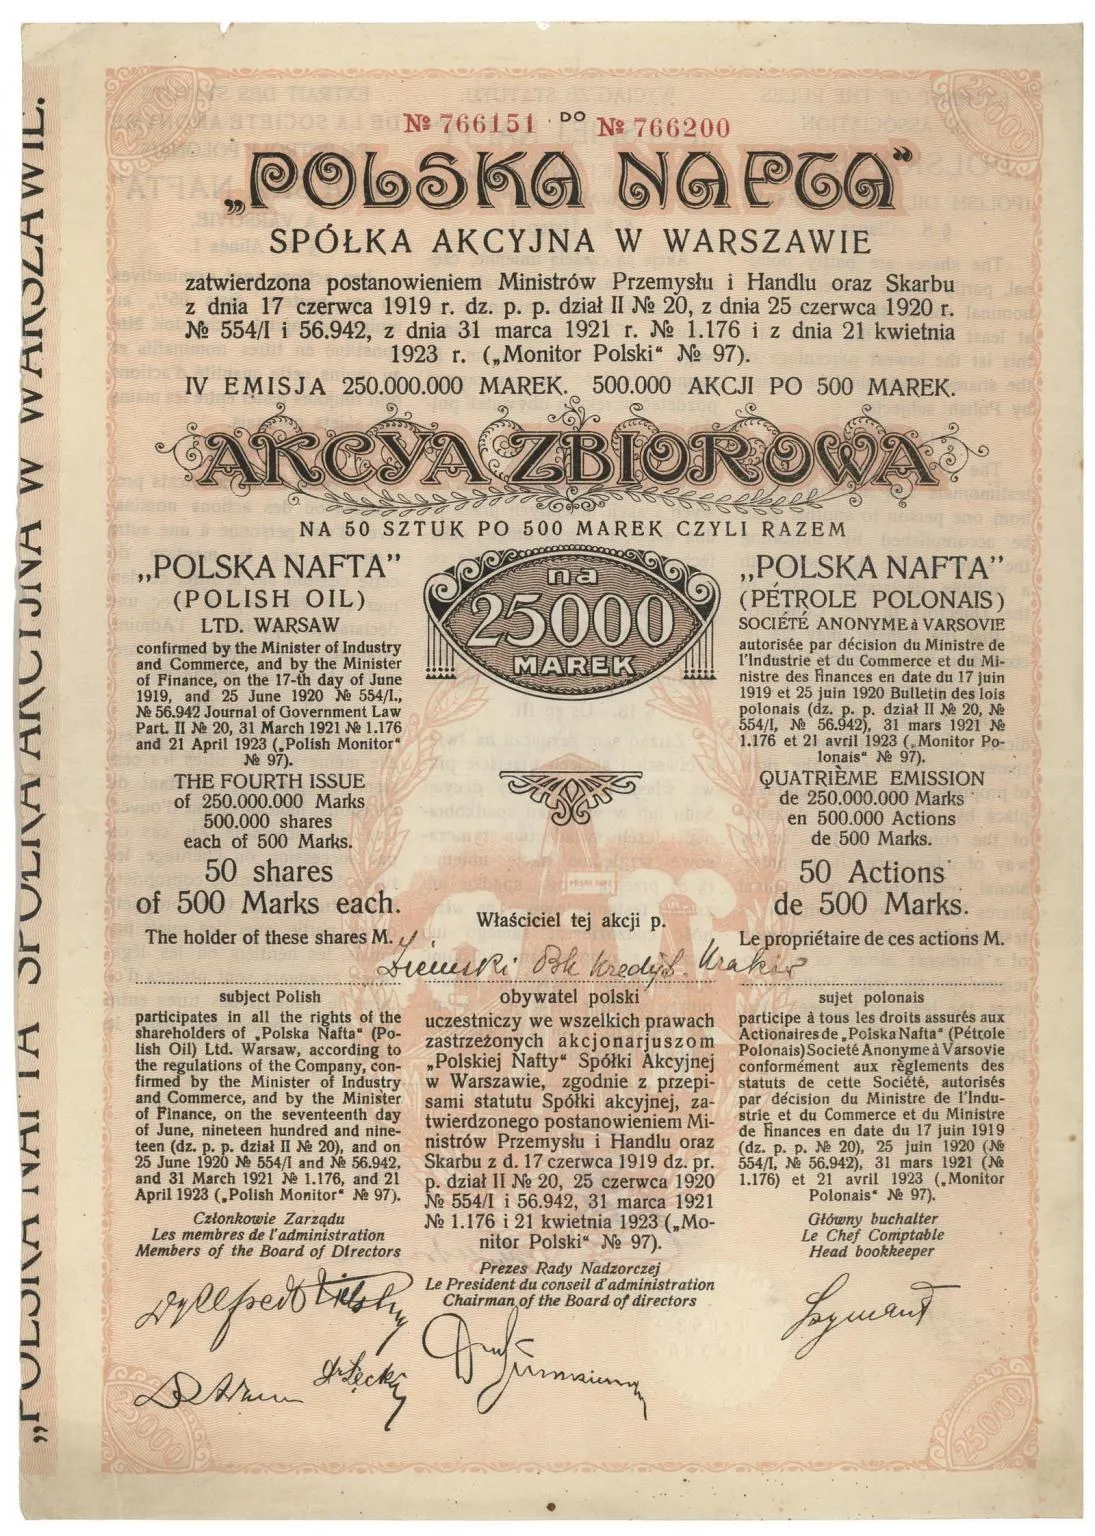 № 766151 DO № 766200
„POLSKA NAFTA”
SPÓŁKA AKCYJNA W WARSZAWIE
zatwierdzona postanowieniem Ministrów Przemysłu i Handlu oraz Skarbu
z dnia 17 czerwca 1919 r. dz. p. p. dział II № 20, z dnia 25 czerwca 1920 r.
№ 554/I i 56.942, z dnia 31 marca 1921 r. № 1.176 i z dnia 21 kwietnia
1923 r. („Monitor Polski“ № 97).
IV EMISJA 250.000.000 MAREK. 500.000 AKCJI PO 500 MAREK.
AKCYA ZBIOROWA
NA 50 SZTUK PO 500 MAREK CZYLI RAZEM
na
25000
MAREK
„POLSKA NAFTA”
(POLISH OIL)
LTD. WARSAW
confirmed by the Minister of Industry
and Commerce, and by the Minister
of Finance, on the 17-th day of June
1919, and 25 June 1920 № 554/I.,
№ 56.942 Journal of Government Law
Part. II № 20, 31 March 1921 № 1.176
and 21 April 1923 („Polish Monitor“
№ 97).
THE FOURTH ISSUE
of 250.000.000 Marks
500.000 shares
each of 500 Marks.
50 shares
of 500 Marks each.
The holder of these shares M.
„POLSKA NAFTA”
(PÉTROLE POLONAIS)
SOCIÉTÉ ANONYME à VARSOVIE
autorisée par décision du Ministre de
l'Industrie et du Commerce et du Mi-
nistre des Finances en date du 17 juin
1919 et 25 juin 1920 Bulletin des lois
polonais (dz. p. p. dział II № 20, №
554/I, № 56.942), 31 mars 1921 №
1.176 et 21 avril 1923 („Monitor Po-
lonais“ № 97).
QUATRIÈME EMISSION
de 250.000.000 Marks
en 500.000 Actions
de 500 Marks.
50 Actions
de 500 Marks.
Le propriétaire de ces actions M.
Właściciel tej akcji p.
Ziemski Bk Kredyt. Kraków
subject Polish
participates in all the rights of the
shareholders of „Polska Nafta“ (Po-
lish Oil) Ltd. Warsaw, according to
the regulations of the Company, con-
firmed by the Minister of Industry
and Commerce, and by the Minister
of Finance, on the seventeenth day
of June, nineteen hundred and nine-
teen (dz. p. p. dział II № 20), and on
25 June 1920 № 554/I and № 56.942,
and 31 March 1921 № 1.176, and 21
April 1923 („Polish Monitor“ № 97).
Członkowie Zarządu
Les membres de l'administration
Members of the Board of Directors
obywatel polski
uczestniczy we wszelkich prawach
zastrzeżonych akcjonarjuszom
„Polskiej Nafty” Spółki Akcyjnej
w Warszawie, zgodnie z przepi-
sami statutu Spółki akcyjnej, za-
twierdzonego postanowieniem Mi-
nistrów Przemysłu i Handlu oraz
Skarbu z d. 17 czerwca 1919 dz. pr.
p. dział II № 20, 25 czerwca 1920
№ 554/I i 56.942, 31 marca 1921
№ 1.176 i 21 kwietnia 1923 („Mo-
nitor Polski“ № 97).
Prezes Rady Nadzorczej
Le President du conseil d'administration
Chairman of the Board of directors
sujet polonais
participe à tous les droits assurés aux
Actionaires de „Polska Nafta“ (Pétrole
Polonais) Societé Anonyme à Varsovie
conformément aux règlements des
statuts de cette Société, autorisés
par décision du Ministre de l'Indu-
strie et du Commerce et du Ministre
de Finances en date du 17 juin 1919
(dz. p. p. № 20), 25 juin 1920 (№
554/I, № 56.942), 31 mars 1921 (№
1.176) et 21 avril 1923 („Monitor
Polonais“ № 97).
Główny buchalter
Le Chef Comptable
Head bookkeeper
Szymand
25000
25000
„POLSKA NAFTA SPÓŁKA AKCYJNA W WARSZAWIE.